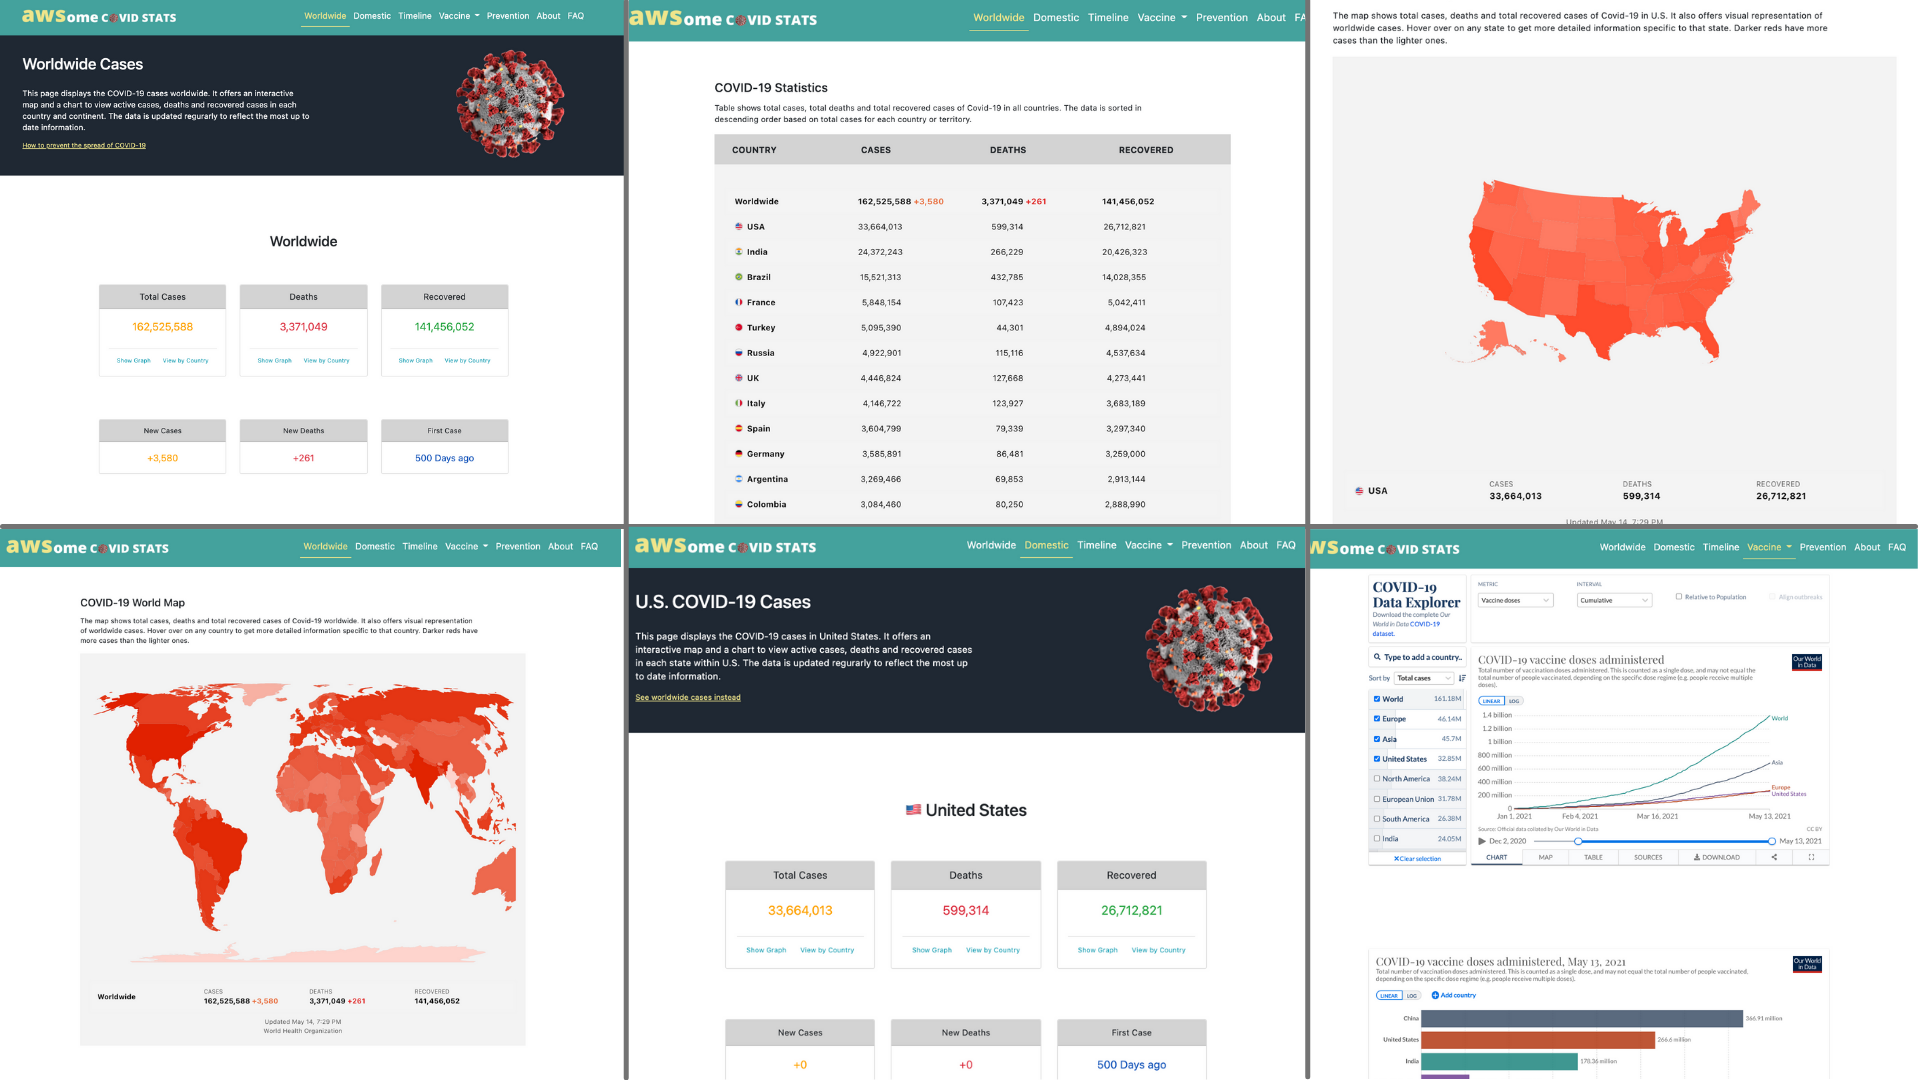 awsome COVID STATS
Worldwide Domestic Timeline Vaccine Prevention About FAQ
Worldwide Cases
This page displays the COVID-19 cases worldwide. It offers an interactive
map and a chart to view active cases, deaths and recovered cases in each
country and continent. The data is updated regurarly to reflect the most up to
date information.
How to prevent the spread of COVID-19
Worldwide
Total Cases Deaths Recovered
162,525,588 3,371,049 141,456,052
Show Graph View by Country Show Graph View by Country Show Graph View by Country
New Cases New Deaths First Case
+3,580 +261 500 Days ago
awsome COVID STATS
Worldwide Domestic Timeline Vaccine Prevention About FA
COVID-19 Statistics
Table shows total cases, total deaths and total recovered cases of Covid-19 in all countries. The data is sorted in
descending order based on total cases for each country or territory.
COUNTRY CASES DEATHS RECOVERED
Worldwide 162,525,588 +3,580 3,371,049 +261 141,456,052
USA 33,664,013 599,314 26,712,821
India 24,372,243 266,229 20,426,323
Brazil 15,521,313 432,785 14,028,355
France 5,848,154 107,423 5,042,411
Turkey 5,095,390 44,301 4,894,024
Russia 4,922,901 115,116 4,537,634
UK 4,446,824 127,668 4,273,441
Italy 4,146,722 123,927 3,683,189
Spain 3,604,799 79,339 3,297,340
Germany 3,585,891 86,481 3,259,000
Argentina 3,269,466 69,853 2,913,144
Colombia 3,084,460 80,250 2,888,990
The map shows total cases, deaths and total recovered cases of Covid-19 in U.S. It also offers visual representation of
worldwide cases. Hover over on any state to get more detailed information specific to that state. Darker reds have more
cases than the lighter ones.
USA
CASES DEATHS RECOVERED
33,664,013 599,314 26,712,821
Updated May 14, 7:29 PM
awsome COVID STATS
Worldwide Domestic Timeline Vaccine Prevention About FAQ
COVID-19 World Map
The map shows total cases, deaths and total recovered cases of Covid-19 worldwide. It also offers visual representation
of worldwide cases. Hover over on any country to get more detailed information specific to that country. Darker reds have
more cases than the lighter ones.
Worldwide
CASES DEATHS RECOVERED
162,525,588 +3,580 3,371,049 +261 141,456,052
Updated May 14, 7:29 PM
World Health Organization
awsome COVID STATS
Worldwide Domestic Timeline Vaccine Prevention About FAQ
U.S. COVID-19 Cases
This page displays the COVID-19 cases in United States. It offers an
interactive map and a chart to view active cases, deaths and recovered cases
in each state within U.S. The data is updated regurarly to reflect the most up
to date information.
See worldwide cases instead
United States
Total Cases Deaths Recovered
33,664,013 599,314 26,712,821
Show Graph View by Country Show Graph View by Country Show Graph View by Country
New Cases New Deaths First Case
+0 +0 500 Days ago
wsome COVID STATS
Worldwide Domestic Timeline Vaccine Prevention About FAQ
COVID-19
Data Explorer
Download the complete Our
World in Data COVID-19
dataset.
METRIC INTERVAL
Vaccine doses Cumulative Relative to Population Align outbreaks
Type to add a country..
Sort by Total cases
World 161.18M
Europe 46.14M
Asia 45.7M
United States 32.85M
North America 38.24M
European Union 31.78M
South America 26.38M
India 24.05M
Clear selection
COVID-19 vaccine doses administered
Our World
in Data
Total number of vaccination doses administered. This is counted as a single dose, and may not equal the
total number of people vaccinated, depending on the specific dose regime (e.g. people receive multiple
doses).
LINEAR LOG
1.4 billion
1.2 billion
1 billion
800 million
600 million
400 million
200 million
0
World
Asia
Europe
United States
Jan 1, 2021 Feb 4, 2021 Mar 16, 2021 May 13, 2021
Source: Official data collated by Our World in Data CC BY
Dec 2, 2020 May 13, 2021
CHART MAP TABLE SOURCES DOWNLOAD
COVID-19 vaccine doses administered, May 13, 2021
Our World
in Data
Total number of vaccination doses administered. This is counted as a single dose, and may not equal the total number of people vaccinated,
depending on the specific dose regime (e.g. people receive multiple doses).
LINEAR LOG Add country
China 366.91 million
United States 266.6 million
India 178.36 million